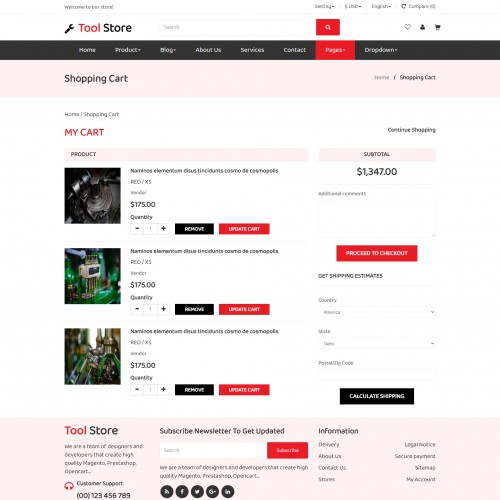 Welcome to our store!
Setting
$ USD
English
Compare (0)
Tool Store
Search
Home
Product
Blog
About Us
Services
Contact
Pages
Dropdown
Shopping Cart
Home / Shopping Cart
Home / Shopping Cart
MY CART
Continue Shopping
PRODUCT
SUBTOTAL
Naminos elementum disus tincidunts cosmo de cosmopolis
RED / XS
Vendor
$175.00
Quantity
- 1 +
REMOVE
UPDATE CART
$1,347.00
Additional comments
PROCEED TO CHECKOUT
Naminos elementum disus tincidunts cosmo de cosmopolis
RED / XS
Vendor
$175.00
Quantity
- 1 +
REMOVE
UPDATE CART
GET SHIPPING ESTIMATES
Country
America
State
Delhi
Postal/Zip Code
CALCULATE SHIPPING
Naminos elementum disus tincidunts cosmo de cosmopolis
RED / XS
Vendor
$175.00
Quantity
- 1 +
REMOVE
UPDATE CART
Tool Store
We are a team of designers and
developers that create high
quality Magento, Prestashop,
Opencart...
Customer Support
(00) 123 456 789
Subscribe Newsletter To Get Updated
Search
Subscribe
We are a team of designers and developers that create high
quality Magento, Prestashop, Opencart...
Information
Delivery
Legal Notice
About Us
Secure payment
Contact us
Sitemap
Stores
My Account